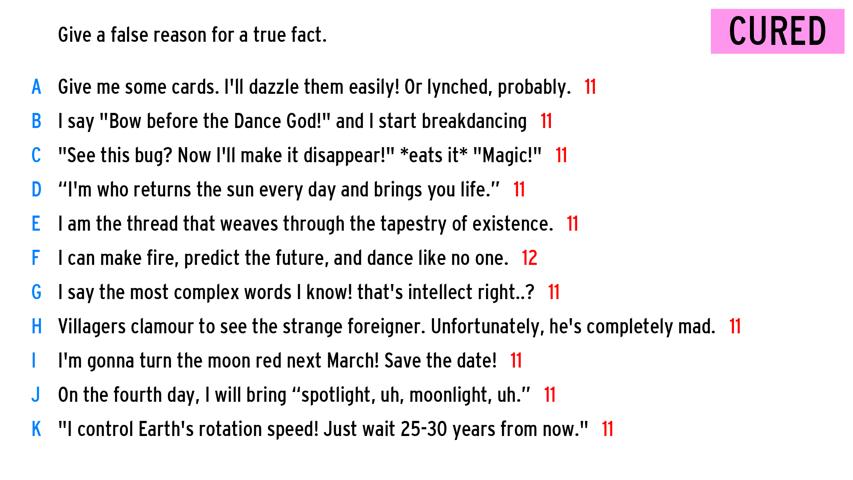 Give a false reason for a true fact.
CURED
A Give me some cards. I'll dazzle them easily! Or lynched, probably. 11
B I say "Bow before the Dance God!" and I start breakdancing 11
C "See this bug? Now I'll make it disappear!" *eats it* "Magic!" 11
D “I'm who returns the sun every day and brings you life.” 11
E I am the thread that weaves through the tapestry of existence. 11
F I can make fire, predict the future, and dance like no one. 12
G I say the most complex words I know! that's intellect right..? 11
H Villagers clamour to see the strange foreigner. Unfortunately, he's completely mad. 11
I I'm gonna turn the moon red next March! Save the date! 11
J On the fourth day, I will bring “spotlight, uh, moonlight, uh.” 11
K "I control Earth's rotation speed! Just wait 25-30 years from now." 11